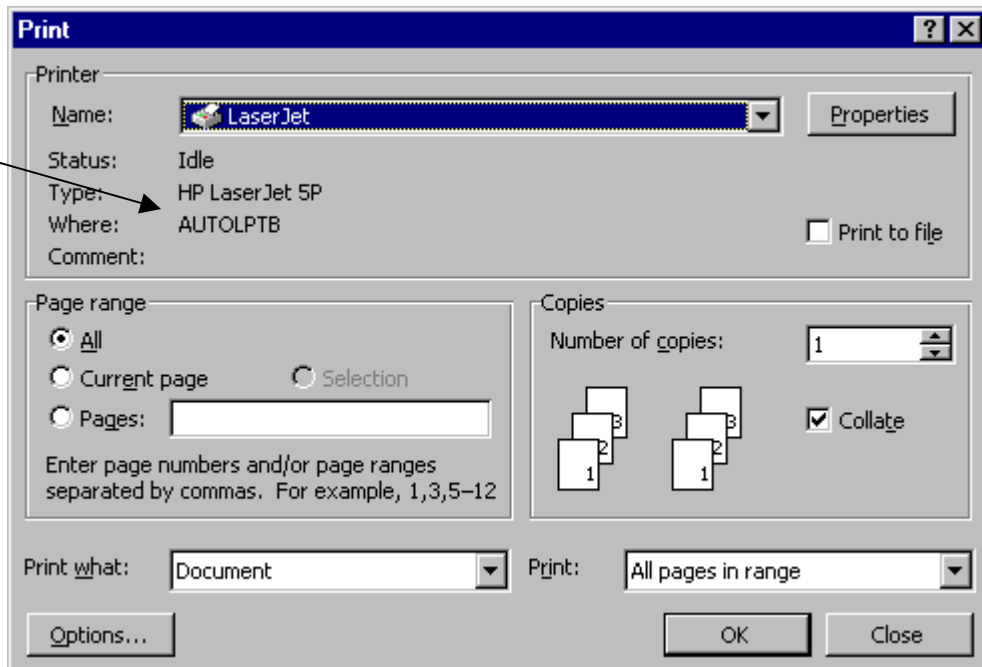 Print
Printer
Name: LaserJet Properties
Status: Idle
Type: HP LaserJet 5P
Where: AUTOLPTB
Print to file
Comment:
Page range
All
Current page Selection
Pages:
Enter page numbers and/or page ranges
separated by commas. For example, 1,3,5–12
Copies
Number of copies: 1
3 3
2 2
1 1
Collate
Print what: Document
Print: All pages in range
Options... OK Close